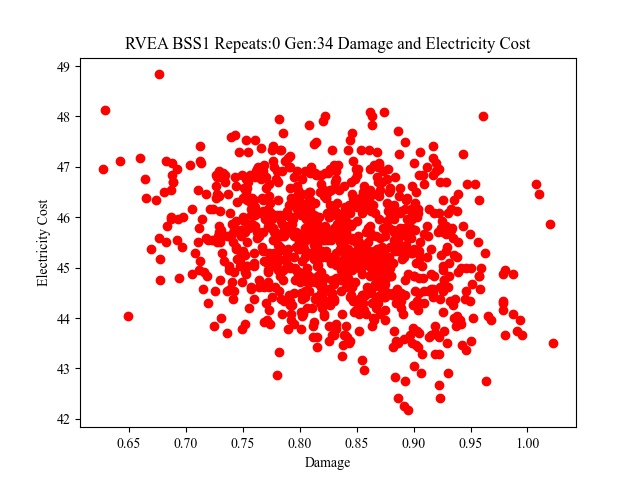 RVEA BSS1 Repeats:0 Gen:34 Damage and Electricity Cost
49
48
47
46
45
44
43
42
Electricity Cost
0.65 0.70 0.75 0.80 0.85 0.90 0.95 1.00
Damage